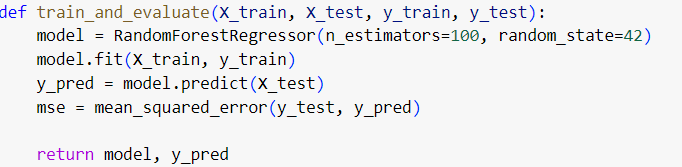 def train_and_evaluate(X_train, X_test, y_train, y_test):
    model = RandomForestRegressor(n_estimators=100, random_state=42)
    model.fit(X_train, y_train)
    y_pred = model.predict(X_test)
    mse = mean_squared_error(y_test, y_pred)
    return model, y_pred